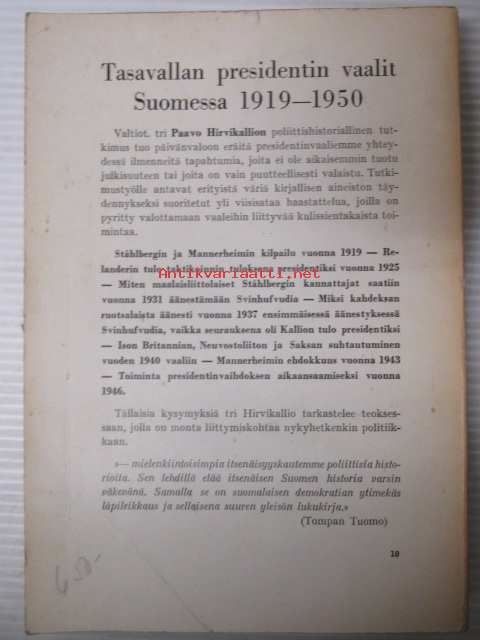 Tasavallan presidentin vaalit
Suomessa 1919—1950
Valtiot. tri Paavo Hirvikallion poliittishistoriallinen tut-
kimus tuo päivänvaloon eräitä presidentinvaaliemme yhtey-
dessä ilmenneitä tapahtumia, joita ei ole aikaisemmin tuotu
julkisuuteen tai joita on vain puutteellisesti valaistu. Tutki-
mustyölle antavat erityistä väriä kirjallisen aineiston täy-
dennykseksi suoritetut yli viisisataa haastattelua, joilla on
pyritty valottamaan vaaleihin liittyvää kulissientakaista toi-
mintaa.
Ståhlbergin ja Mannerheimin kilpailu vuonna 1919 — Re-
landerin tulo taktikoinnin tuloksena presidentiksi vuonna 1925
— Miten maalaisliittolaiset Ståhlbergin kannattajat saatiin
vuonna 1931 äänestämään Svinhufvudia — Miksi kahdeksan
ruotsalaista äänesti vuonna 1937 ensimmäisessä äänestyksessä
Svinhufvudia, vaikka seurauksena oli Kallion tulo presidentiksi
— Ison Britannian, Neuvostoliiton ja Saksan suhtautuminen
vuoden 1940 vaaliin — Mannerheimin ehdokkuus vuonna 1943
— Toiminta presidentinvaihdoksen aikaansaamiseksi vuonna
1946.
Antikvariaatti.net
Tällaisia kysymyksiä tri Hirvikallio tarkastelee teokses-
saan, jolla on monta liittymiskohtaa nykyhetkenkin politiik-
kaan.
»— mielenkiintoisimpia itsenäisyyskautemme poliittisia histo-
rioita. Sen lehdillä elää itsenäisen Suomen historia varsin
väkevänä. Samalla se on suomalaisen demokratian ytimekäs
läpileikkaus ja sellaisena suuren yleisön lukukirja.»
(Tompan Tuomo)
10